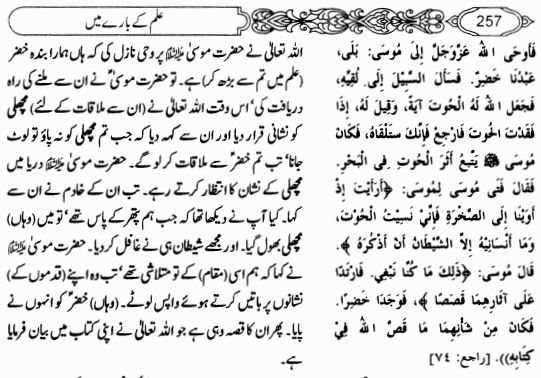 257
علم کے بارے میں
فَأَوحَى اللهُ عَزَّوَجَلَّ إِلَى مُوسَى: بَلَى،
عَبْدُنَا خَضِرٌ. فَسَأَلَ السَّبِيْلَ إِلَى. لُقِيِّهِ،
فَجَعَلَ اللهُ لَهُ الْحُوتَ آيَةً، وَقِيلَ لَهُ، إِذَا
فَقَدْتَ الحُوتَ فَارْجِعْ فَإِنَّكَ سَتَلْقَاهُ، فَكَانَ
مُوسَى ﷺ يَتْبَعُ أَثَرَ الْحُوتِ فِي الْبَحْرِ.
فَقَالَ فَتَى مُوسَى لِمُوسَى: ﴿أَرَأَيْتَ إِذْ
أَوَيْنَا إِلَى الصَّخْرَةِ فَإِنِّيْ نَسِيْتُ الْحُوْتَ،
وَمَا أَنْسَانِيْهُ إِلاَّ الشَّيْطَانُ أَنْ أَذْكُرَهُ ﴾.
قَالَ مُوسَى: ﴿ذَلِكَ مَا كُنَّا نَبْغِي. فَارْتَدَّا
عَلَى آثَارِهِمَا قَصَصًا ﴾، فَوَجَدَا خَضِرًا.
فَكَانَ مِنْ شَأْنِهِمَا مَا قَصَّ اللهُ فِيْ
كِتَابِهِ)). [راجع: ٧٤]
اللہ تعالیٰ نے حضرت موسیٰ علیہ السلام پر وحی نازل کی کہ ہاں ہمارا بندہ خضر
(علم میں تم سے بڑھ کر) ہے۔ تو حضرت موسیٰ ؑ نے ان سے ملنے کی راہ
دریافت کی‘ اس وقت اللہ تعالیٰ نے (ان سے ملاقات کے لئے) مچھلی
کو نشانی قرار دیا اور ان سے کہہ دیا کہ جب تم مچھلی کو نہ پاؤ تو لوٹ
جانا‘ تب تم خضرؑ سے ملاقات کر لو گے۔ حضرت موسیٰ علیہ السلام دریا میں
مچھلی کے نشان کا انتظار کرتے رہے۔ تب ان کے خادم نے ان سے
کہا۔ کیا آپ نے دیکھا تھا کہ جب ہم پتھر کے پاس تھے‘ تو میں (وہاں)
مچھلی بھول گیا۔ اور مجھے شیطان ہی نے غافل کر دیا۔ حضرت موسیٰ علیہ السلام
نے کہا کہ ہم اسی (مقام) کے تو متلاشی تھے‘ تب وہ اپنے (قدموں کے)
نشانوں پر باتیں کرتے ہوئے واپس لوٹے۔ (وہاں) خضرؑ کو انہوں نے
پایا۔ پھر ان کا قصہ وہی ہے جو اللہ تعالیٰ نے اپنی کتاب میں بیان فرمایا
ہے۔